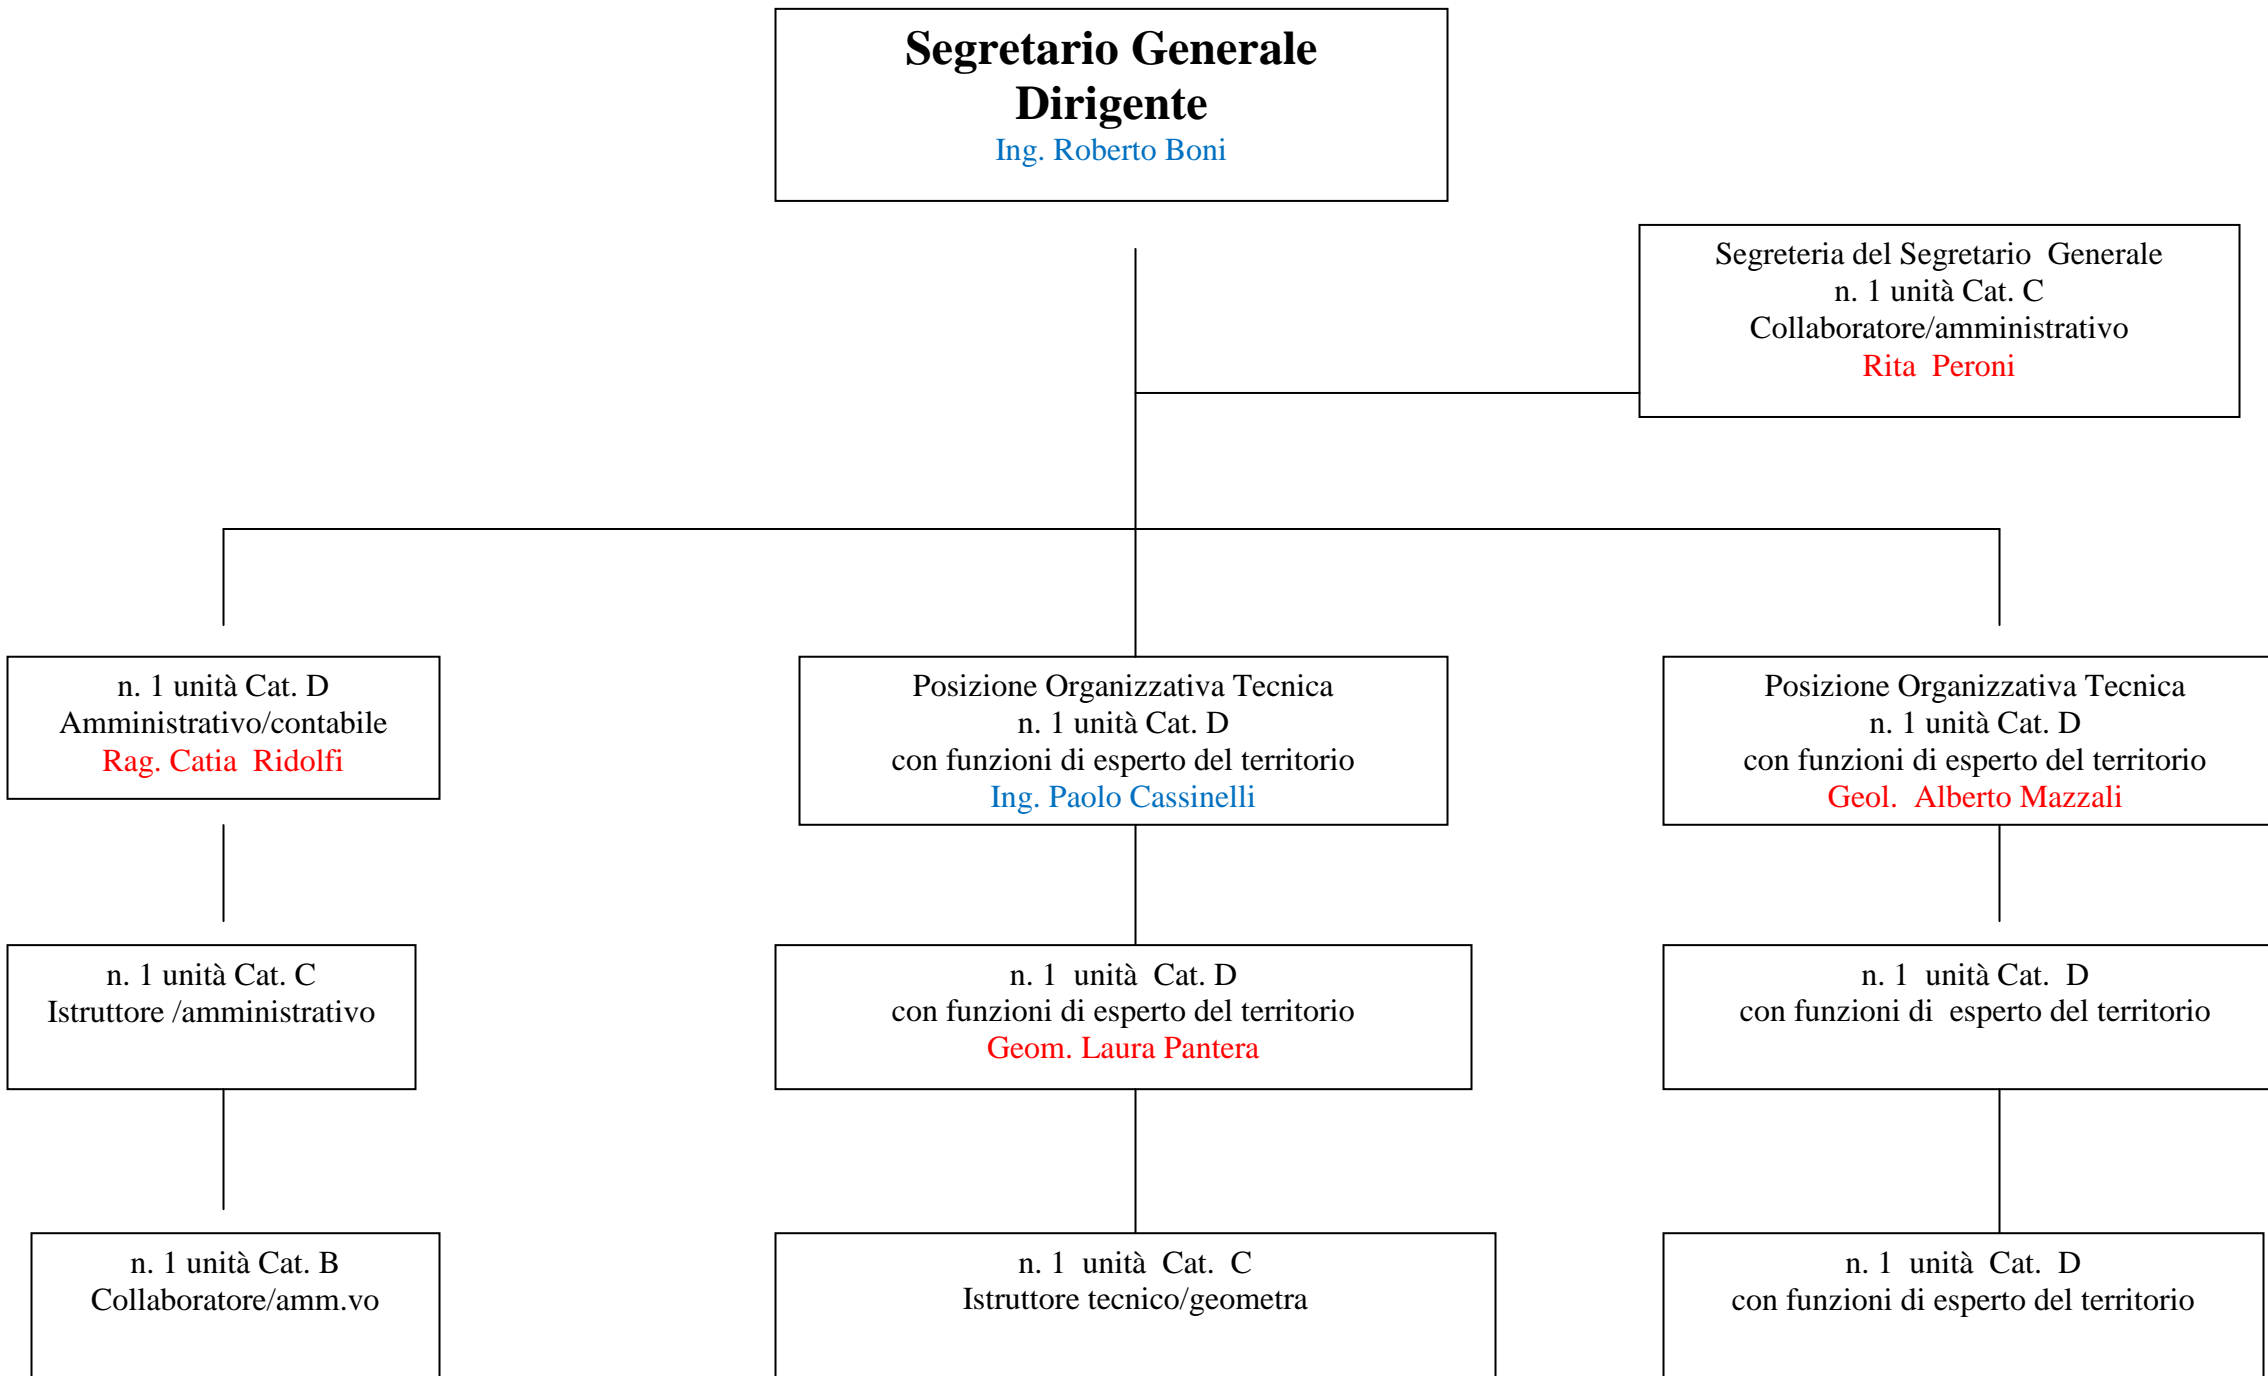 Segretario Generale
Dirigente
Ing. Roberto Boni
Segreteria del Segretario  Generale
n. 1 unità Cat. C
Collaboratore/amministrativo
Rita  Peroni
n. 1 unità Cat. D
Amministrativo/contabile
Rag. Catia  Ridolfi
Posizione Organizzativa Tecnica
n. 1 unità Cat. D
con funzioni di esperto del territorio
Ing. Paolo Cassinelli
Posizione Organizzativa Tecnica
n. 1 unità Cat. D
con funzioni di esperto del territorio
Geol.  Alberto Mazzali
n. 1 unità Cat. C
Istruttore /amministrativo
n. 1  unità  Cat. D
con funzioni di esperto del territorio
Geom. Laura Pantera
n. 1  unità Cat.  D
con funzioni di  esperto del territorio
n. 1 unità Cat. B
Collaboratore/amm.vo
n. 1  unità  Cat.  C
Istruttore tecnico/geometra
n. 1  unità  Cat.  D
con funzioni di esperto del territorio